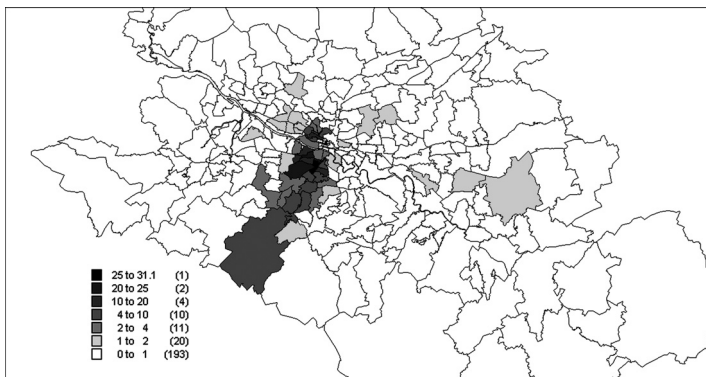 25 to 31.1 (1)
20 to 25 (2)
10 to 20 (4)
4 to 10 (10)
2 to 4 (11)
1 to 2 (20)
0 to 1 (193)